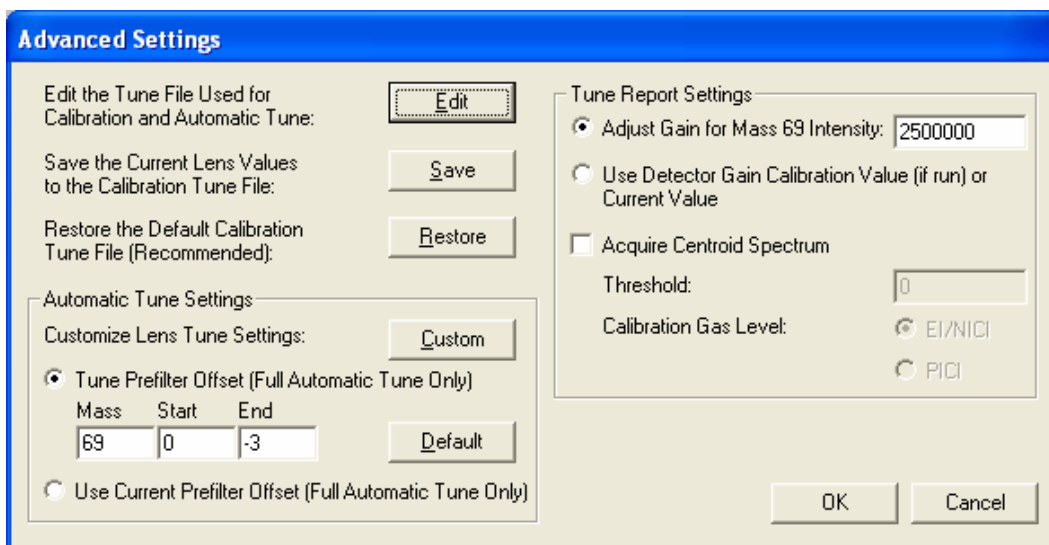 Advanced Settings
Edit the Tune File Used for
Calibration and Automatic Tune:
Edit
Save the Current Lens Values
to the Calibration Tune File:
Save
Restore the Default Calibration
Tune File (Recommended):
Restore
Automatic Tune Settings
Customize Lens Tune Settings:
Custom
Tune Prefilter Offset (Full Automatic Tune Only)
Mass Start End
69 0 -3
Default
Use Current Prefilter Offset (Full Automatic Tune Only)
Tune Report Settings
Adjust Gain for Mass 69 Intensity: 2500000
Use Detector Gain Calibration Value (if run) or
Current Value
Acquire Centroid Spectrum
Threshold: 0
Calibration Gas Level: EI/NICI
PICI
OK Cancel